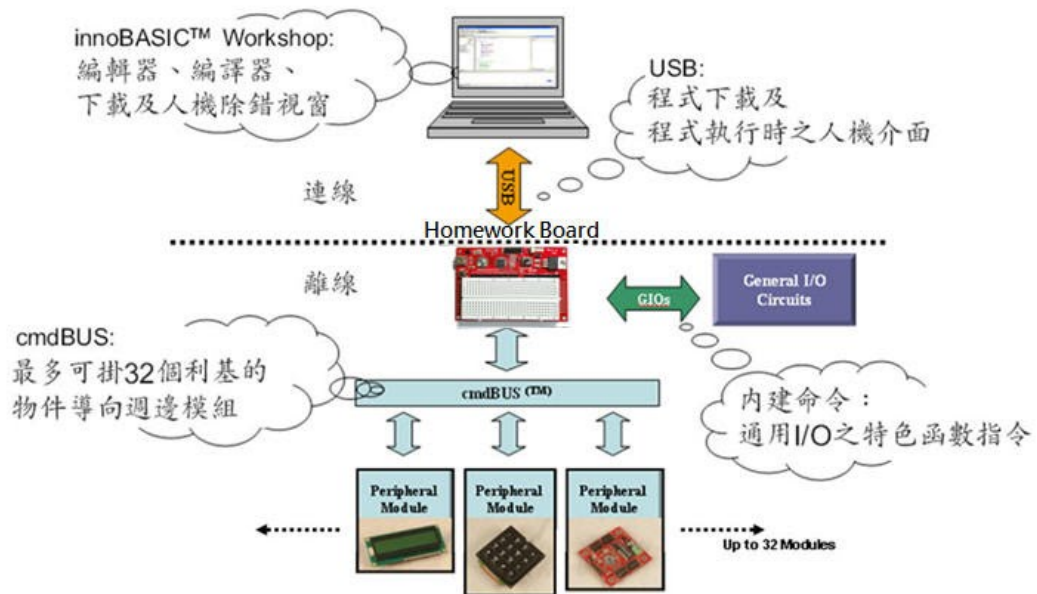 innoBASIC™ Workshop:
編輯器、編譯器、
下載及人機除錯視窗
USB:
程式下載及
程式執行時之人機介面
連線
USB
Homework Board
離線
GIOs
General I/O
Circuits
cmdBUS:
最多可掛32個利基的
物件導向週邊模組
cmdBUS (TM)
內建命令：
通用I/O之特色函數指令
Peripheral
Module
Peripheral
Module
Peripheral
Module
Up to 32 Modules